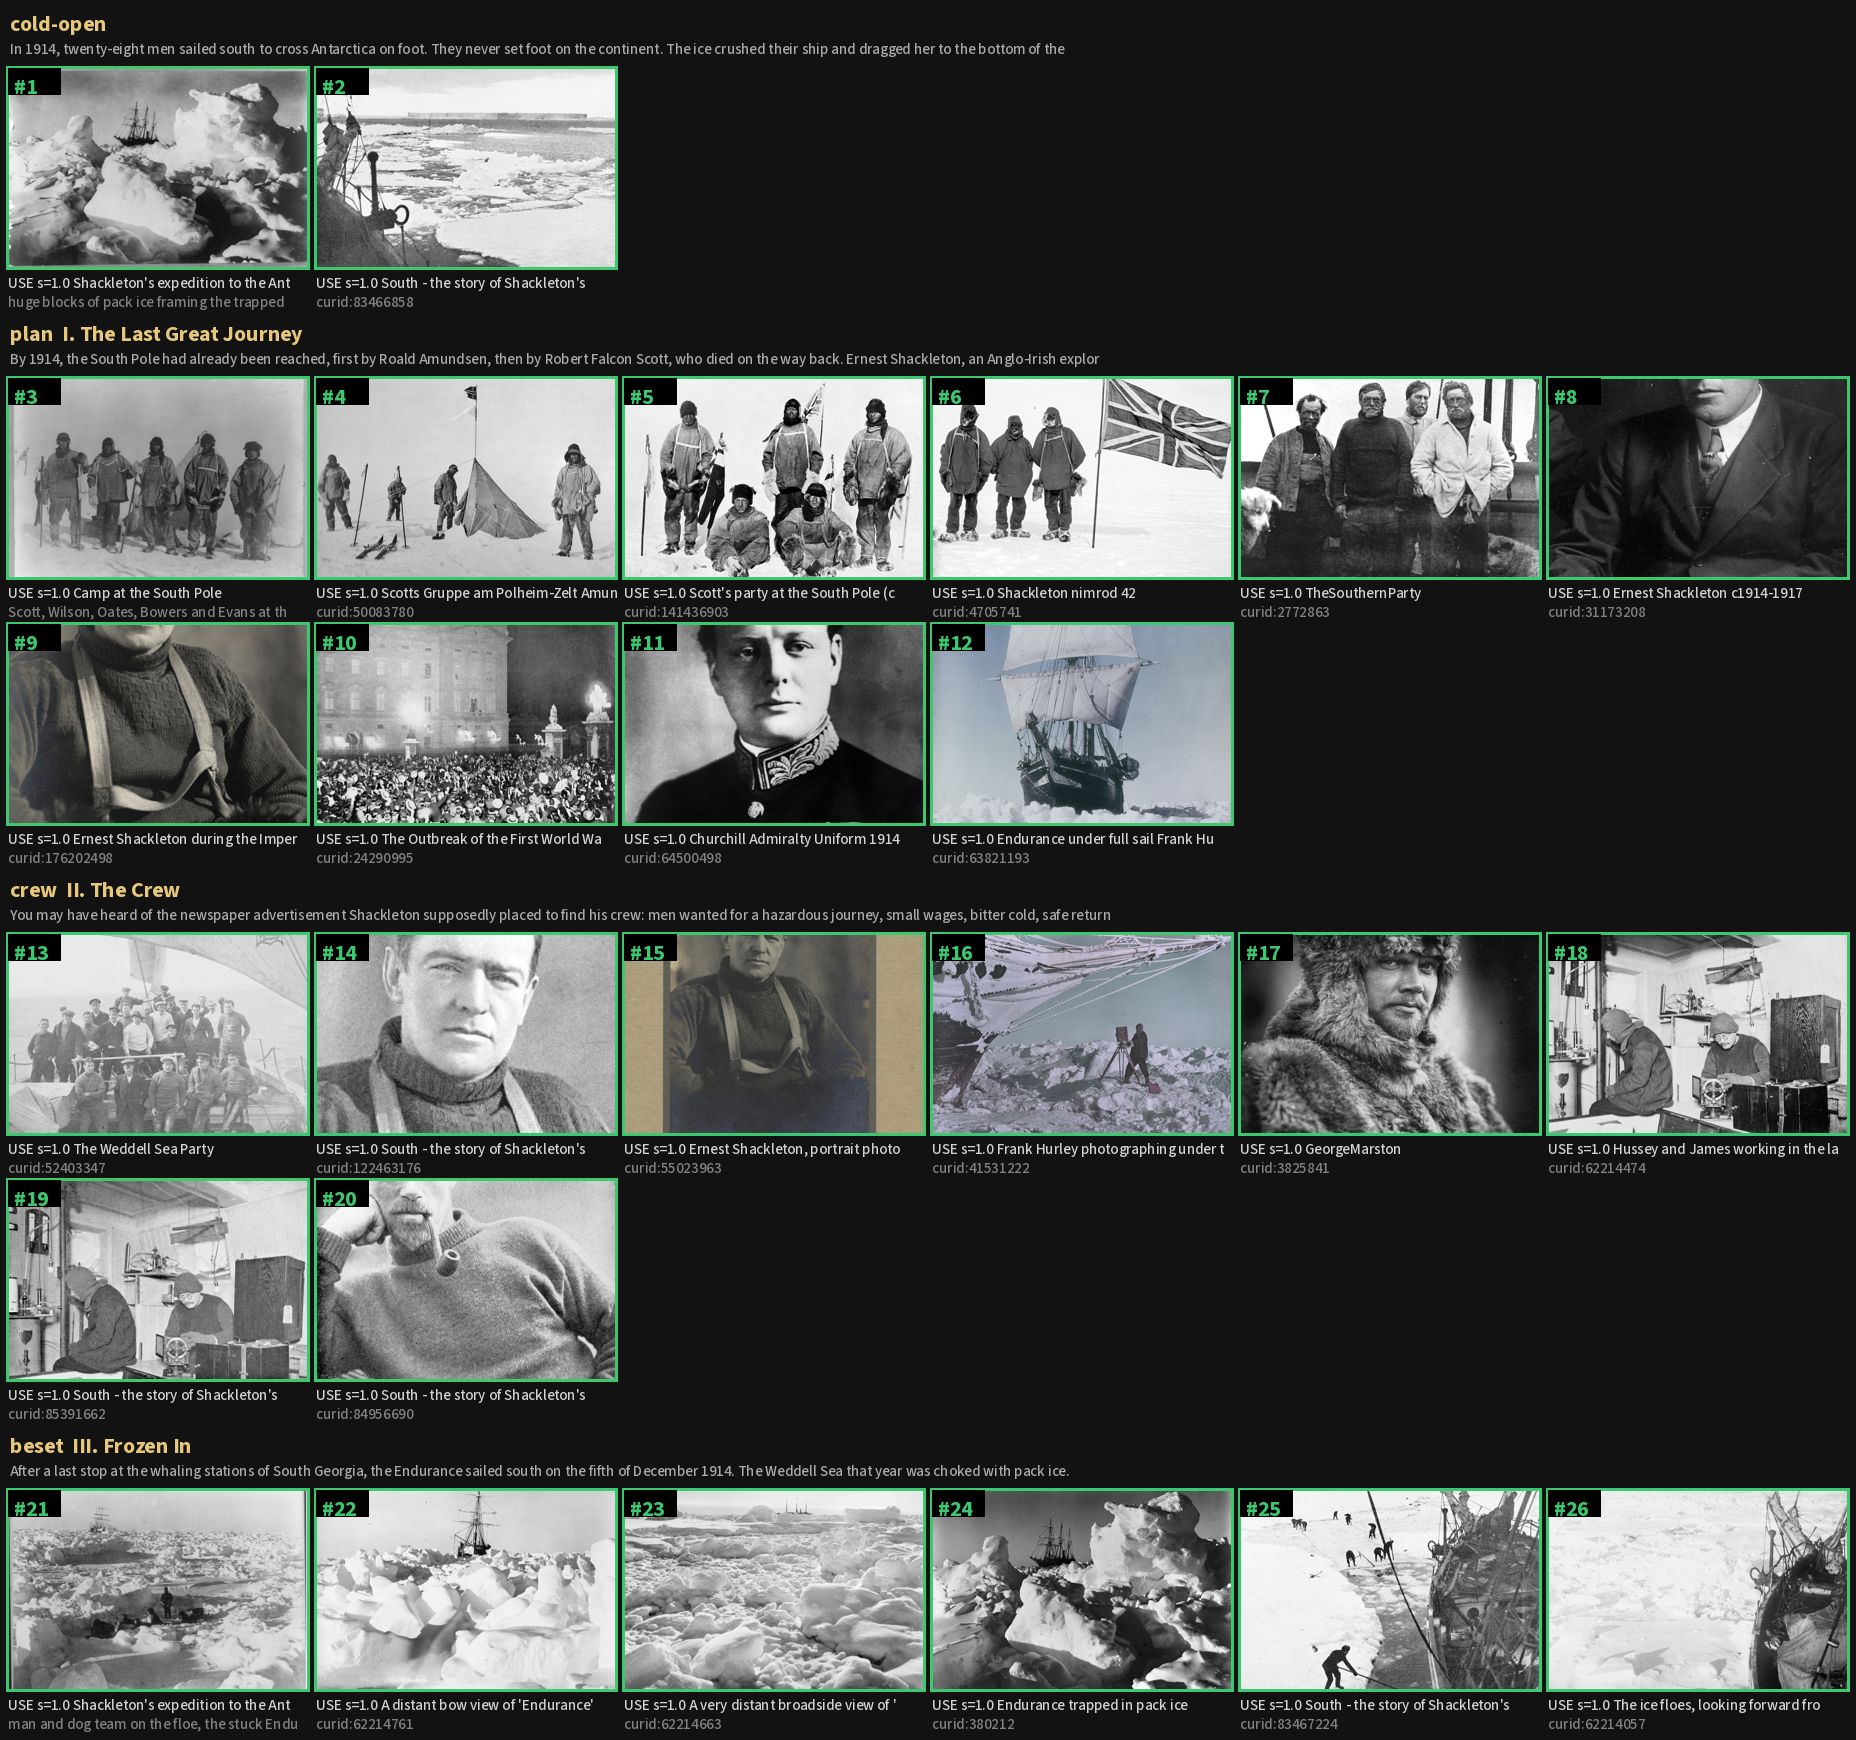 cold-open
In 1914, twenty-eight men sailed south to cross Antarctica on foot. They never set foot on the continent. The ice crushed their ship and dragged her to the bottom of the
#1 #2
USE s=1.0 Shackleton's expedition to the Ant USE s=1.0 South - the story of Shackleton's
huge blocks of pack ice framing the trapped curid:83466858
plan I. The Last Great Journey
By 1914, the South Pole had already been reached, first by Roald Amundsen, then by Robert Falcon Scott, who died on the way back. Ernest Shackleton, an Anglo-Irish explor
#3 #4 #5 #6 #7 #8
USE s=1.0 Camp at the South Pole USE s=1.0 Scotts Gruppe am Polheim-Zelt Amun USE s=1.0 Scott's party at the South Pole (c USE s=1.0 Shackleton nimrod 42 USE s=1.0 TheSouthernParty USE s=1.0 Ernest Shackleton c1914-1917
Scott, Wilson, Oates, Bowers and Evans at th curid:50083780 curid:141436903 curid:4705741 curid:2772863 curid:31173208
#9 #10 #11 #12
USE s=1.0 Ernest Shackleton during the Imper USE s=1.0 The Outbreak of the First World Wa USE s=1.0 Churchill Admiralty Uniform 1914 USE s=1.0 Endurance under full sail Frank Hu
curid:176202498 curid:24290995 curid:64500498 curid:63821193
crew II. The Crew
You may have heard of the newspaper advertisement Shackleton supposedly placed to find his crew: men wanted for a hazardous journey, small wages, bitter cold, safe return
#13 #14 #15 #16 #17 #18
USE s=1.0 The Weddell Sea Party USE s=1.0 South - the story of Shackleton's USE s=1.0 Ernest Shackleton, portrait photo USE s=1.0 Frank Hurley photographing under t USE s=1.0 GeorgeMarston USE s=1.0 Hussey and James working in the la
curid:52403347 curid:122463176 curid:55023963 curid:41531222 curid:3825841 curid:62214474
#19 #20
USE s=1.0 South - the story of Shackleton's USE s=1.0 South - the story of Shackleton's
curid:85391662 curid:84956690
beset III. Frozen In
After a last stop at the whaling stations of South Georgia, the Endurance sailed south on the fifth of December 1914. The Weddell Sea that year was choked with pack ice.
#21 #22 #23 #24 #25 #26
USE s=1.0 Shackleton's expedition to the Ant USE s=1.0 A distant bow view of 'Endurance' USE s=1.0 A very distant broadside view of ' USE s=1.0 Endurance trapped in pack ice USE s=1.0 South - the story of Shackleton's USE s=1.0 The ice floes, looking forward fro
man and dog team on the floe, the stuck Endu curid:62214761 curid:62214663 curid:380212 curid:83467224 curid:62214057